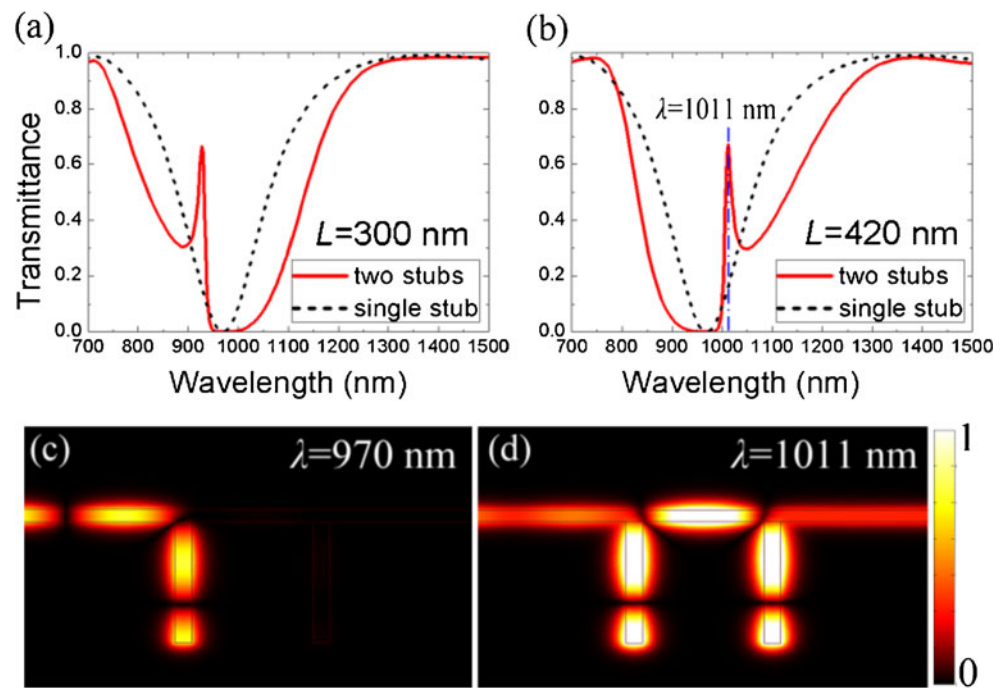 (a)
1.0
0.8
0.6
0.4
0.2
0.0
Transmittance
L=300 nm
two stubs
single stub
700 800 900 1000 1100 1200 1300 1400 1500
Wavelength (nm)
(b)
1.0
0.8
0.6
0.4
0.2
0.0
λ=1011 nm
L=420 nm
two stubs
single stub
700 800 900 1000 1100 1200 1300 1400 1500
Wavelength (nm)
(c)
λ=970 nm
(d)
λ=1011 nm
1
0